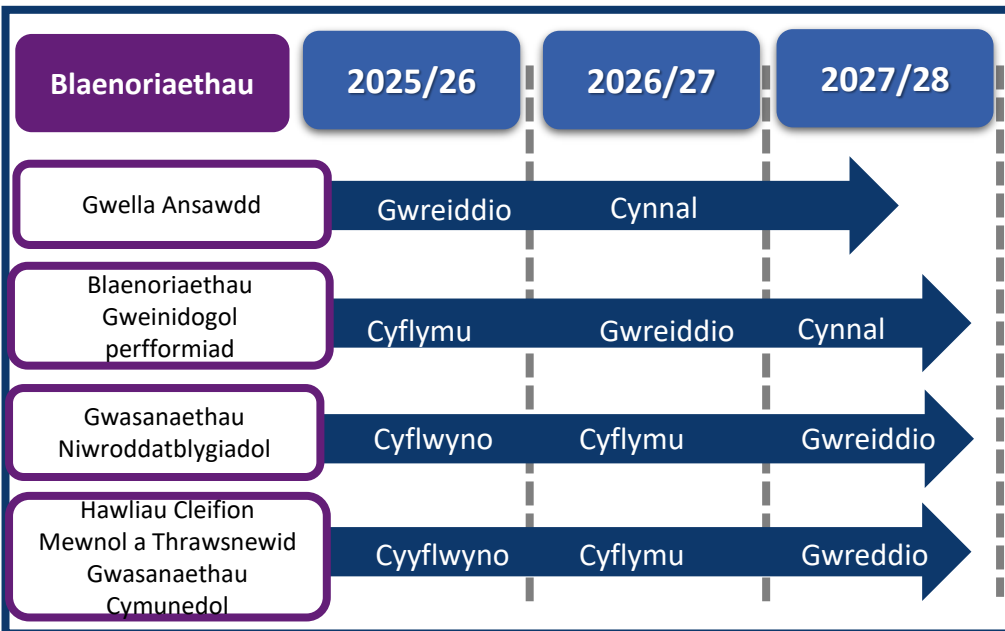 Blaenoriaethau
2025/26
2026/27
2027/28
Gwella Ansawdd
Gwreiddio
Cynnal
Blaenoriaethau
Gweinidogol
perfformiad
Cyflymu
Gwreiddio
Cynnal
Gwasanaethau
Niwroddatblygiadol
Cyflwyno
Cyflymu
Gwreiddio
Hawliau Cleifion
Mewnol a Thrawsnewid
Gwasanaethau
Cymunedol
Cyyflwyno
Cyflymu
Gwreddio